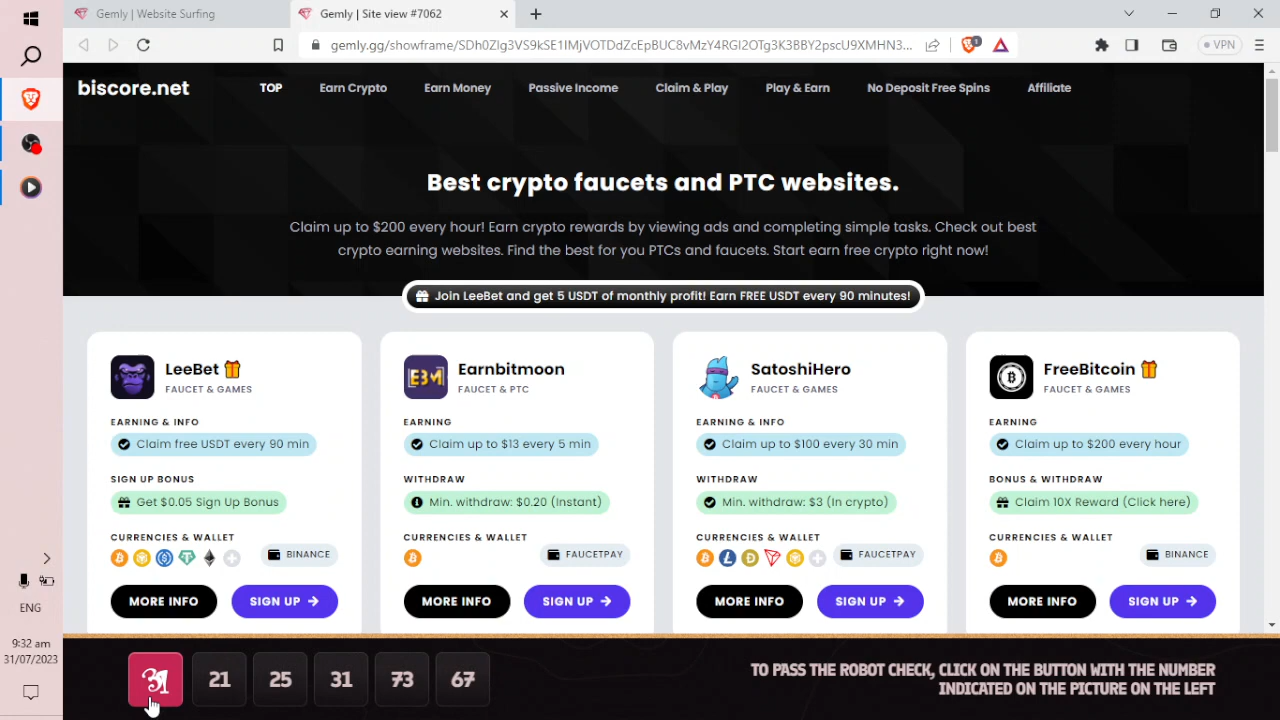 Gemly | Website Surfing
Gemly | Site view #7062
gemly.gg/showframe/SDh0Zlg3VS9kSE1lMjVOTDdZcEpBUC8vMzY4RGI2OTg3K3BBY2pscU9XMHN3...
1
VPN
biscore.net
TOP
Earn Crypto
Earn Money
Passive Income
Claim & Play
Play & Earn
No Deposit Free Spins
Affiliate
Best crypto faucets and PTC websites.
Claim up to $200 every hour! Earn crypto rewards by viewing ads and completing simple tasks. Check out best
crypto earning websites. Find the best for you PTCs and faucets. Start earn free crypto right now!
Join LeeBet and get 5 USDT of monthly profit! Earn FREE USDT every 90 minutes!
LeeBet
FAUCET & GAMES
EARNING & INFO
Claim free USDT every 90 min
SIGN UP BONUS
Get $0.05 Sign Up Bonus
CURRENCIES & WALLET
BINANCE
MORE INFO
SIGN UP
EBM
Earnbitmoon
FAUCET & PTC
EARNING
Claim up to $13 every 5 min
WITHDRAW
Min. withdraw: $0.20 (Instant)
CURRENCIES & WALLET
FAUCETPAY
MORE INFO
SIGN UP
SatoshiHero
FAUCET & GAMES
EARNING & INFO
Claim up to $100 every 30 min
WITHDRAW
Min. withdraw: $3 (In crypto)
CURRENCIES & WALLET
FAUCETPAY
MORE INFO
SIGN UP
FreeBitcoin
FAUCET & GAMES
EARNING
Claim up to $200 every hour
BONUS & WITHDRAW
Claim 10X Reward (Click here)
CURRENCIES & WALLET
BINANCE
MORE INFO
SIGN UP
ENG
9:32 am
31/07/2023
31
21
25
31
73
67
TO PASS THE ROBOT CHECK, CLICK ON THE BUTTON WITH THE NUMBER
INDICATED ON THE PICTURE ON THE LEFT